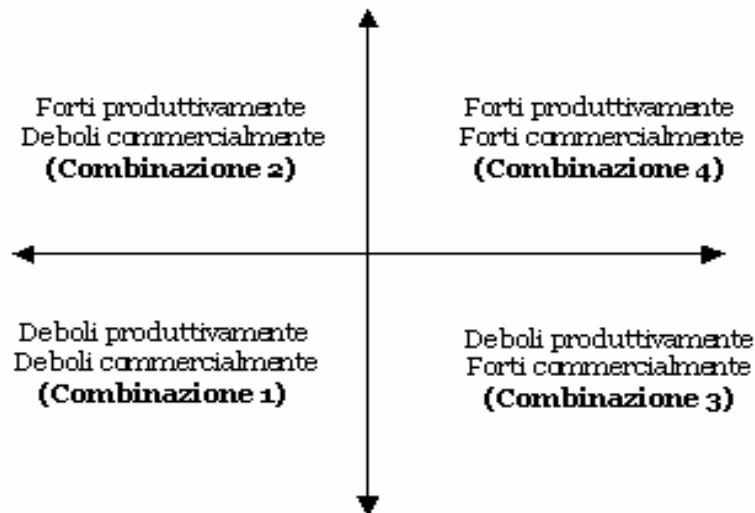 Forti produttivamente
Deboli commercialmente
(Combinazione 2)
Forti produttivamente
Forti commercialmente
(Combinazione 4)
Deboli produttivamente
Deboli commercialmente
(Combinazione 1)
Deboli produttivamente
Forti commercialmente
(Combinazione 3)